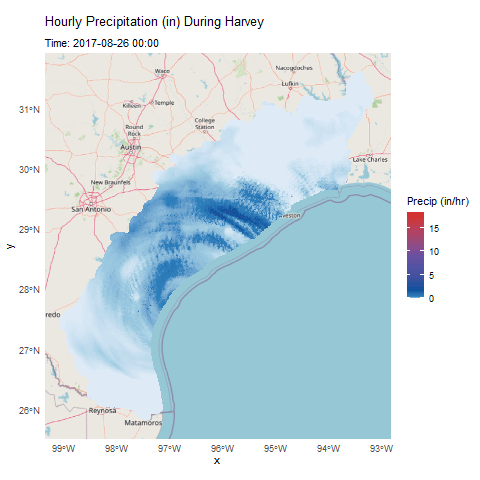 Hourly Precipitation (in) During Harvey
Time: 2017-08-26 00:00
Nacogdoches
Waco
Lufkin
Killeen
Temple
31°N
College
Station
Round
Rock
Austin
Lake Charles
30°N
New Braunfels
San Antonio
veston
29°N
Precip (in/hr)
15
10
5
0
y
28°N
redo
27°N
Reynosa
Matamoros
26°N
99°W
98°W
97°W
96°W
95°W
94°W
93°W
x